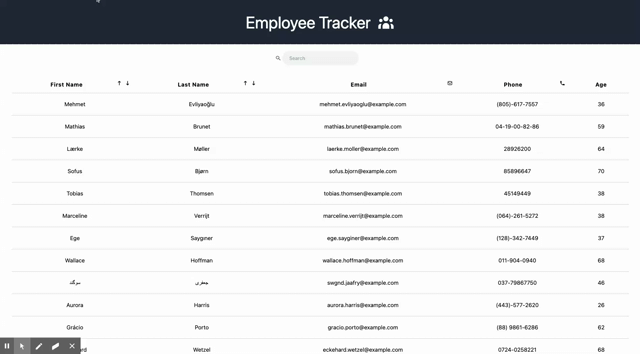 Employee Tracker
Search
First Name Last Name Email Phone Age
Mehmet Evliyaoğlu mehmet.evliyaoglu@example.com (805)-617-7557 36
Mathias Brunet mathias.brunet@example.com 04-19-00-82-86 59
Lærke Møller laerke.moller@example.com 28926200 64
Sofus Bjørn sofus.bjorn@example.com 85896647 70
Tobias Thomsen tobias.thomsen@example.com 45149449 38
Marceline Verrijt marceline.verrijt@example.com (064)-261-5272 38
Ege Sayginer ege.sayginer@example.com (128)-342-7449 37
Wallace Hoffman wallace.hoffman@example.com 011-904-0940 68
سوگند جعفری swgnd.jaafry@example.com 037-79867750 46
Aurora Harris aurora.harris@example.com (443)-577-2620 26
Grácio Porto gracio.porto@example.com (88) 9861-6286 62
Wetzel eckehard.wetzel@example.com 0724-0258221 68